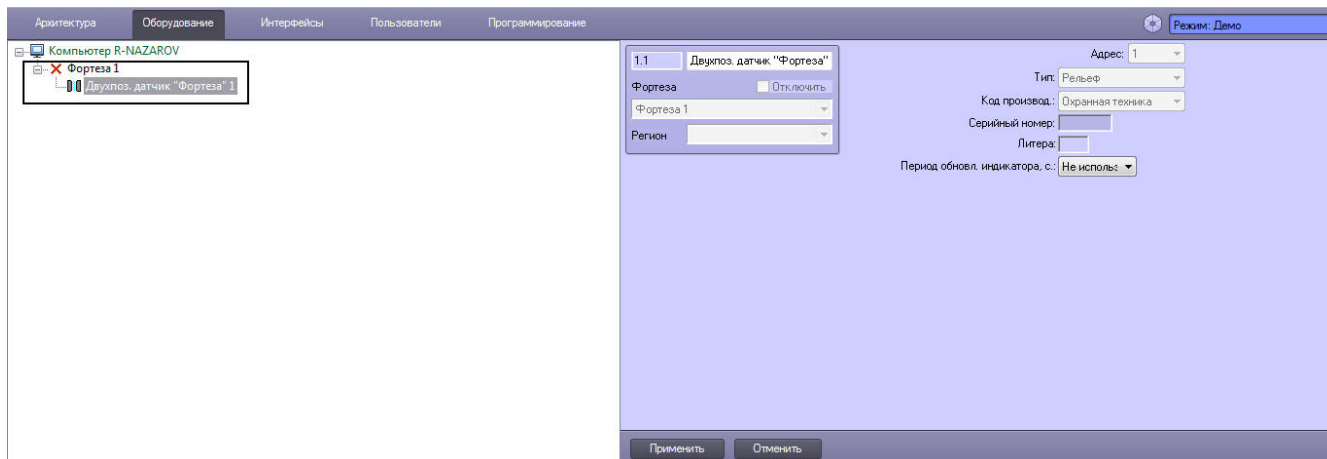 Архитектура Оборудование Интерфейсы Пользователи Программирование Режим: Демо
Компьютер R-NAZAROV
Фортеза 1
Двухпоз. датчик "Фортеза" 1
1.1 Двухпоз. датчик "Фортеза"
Фортеза Отключить
Фортеза 1
Регион
Адрес: 1
Тип: Рельеф
Код производ.: Охранная техника
Серийный номер:
Литера:
Период обновл. индикатора, с.: Не использ
Применить Отменить